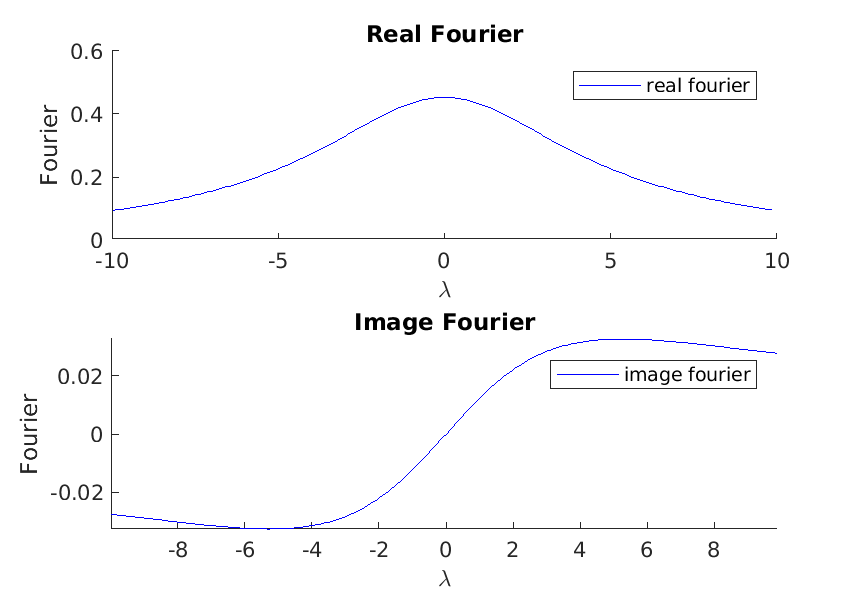 Real Fourier
0.6
real fourier
0.4
Fourier
0.2
0
-10 -5 0 5 10
λ
Image Fourier
0.02
image fourier
0
Fourier
-0.02
-8 -6 -4 -2 0 2 4 6 8
λ